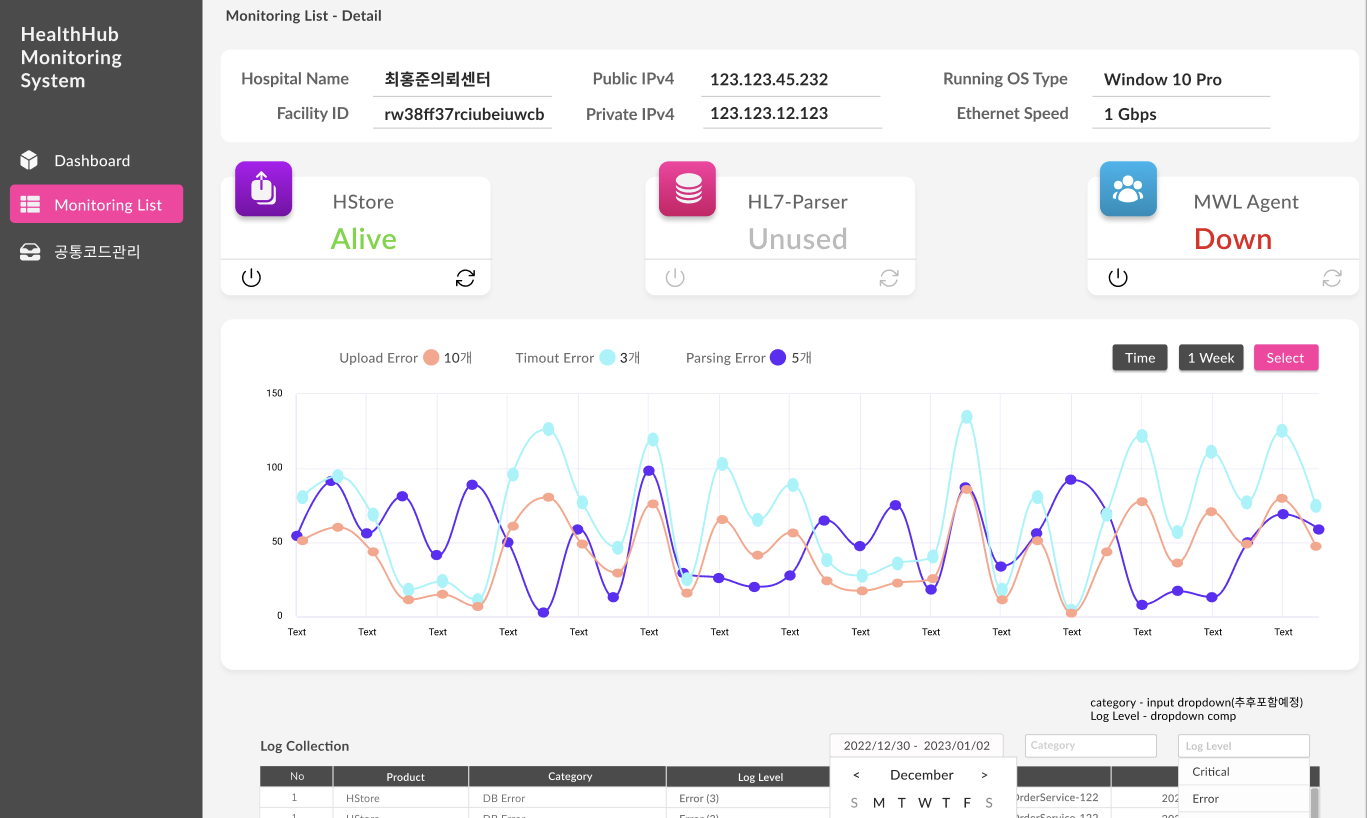 HealthHub
Monitoring
System
Dashboard
Monitoring List
공통코드관리
Monitoring List - Detail
Hospital Name 최홍준의뢰센터 Public IPv4 123.123.45.232 Running OS Type Window 10 Pro
Facility ID rw38ff37rciubeiuwcb Private IPv4 123.123.12.123 Ethernet Speed 1 Gbps
HStore
Alive
HL7-Parser
Unused
MWL Agent
Down
Upload Error 10개 Timout Error 3개 Parsing Error 5개 Time 1 Week Select
150
100
50
0
Text Text Text Text Text Text Text Text Text Text Text Text Text Text Text
category - input dropdown(추후포함예정)
Log Level - dropdown comp
Log Collection 2022/12/30 - 2023/01/02 Category Log Level
No Product Category Log Level
< December > Critical
1 HStore DB Error Error (3) OrderService-122 202 Error
S M T W T F S
1 HStore DB Error Error (3) OrderService-122 202